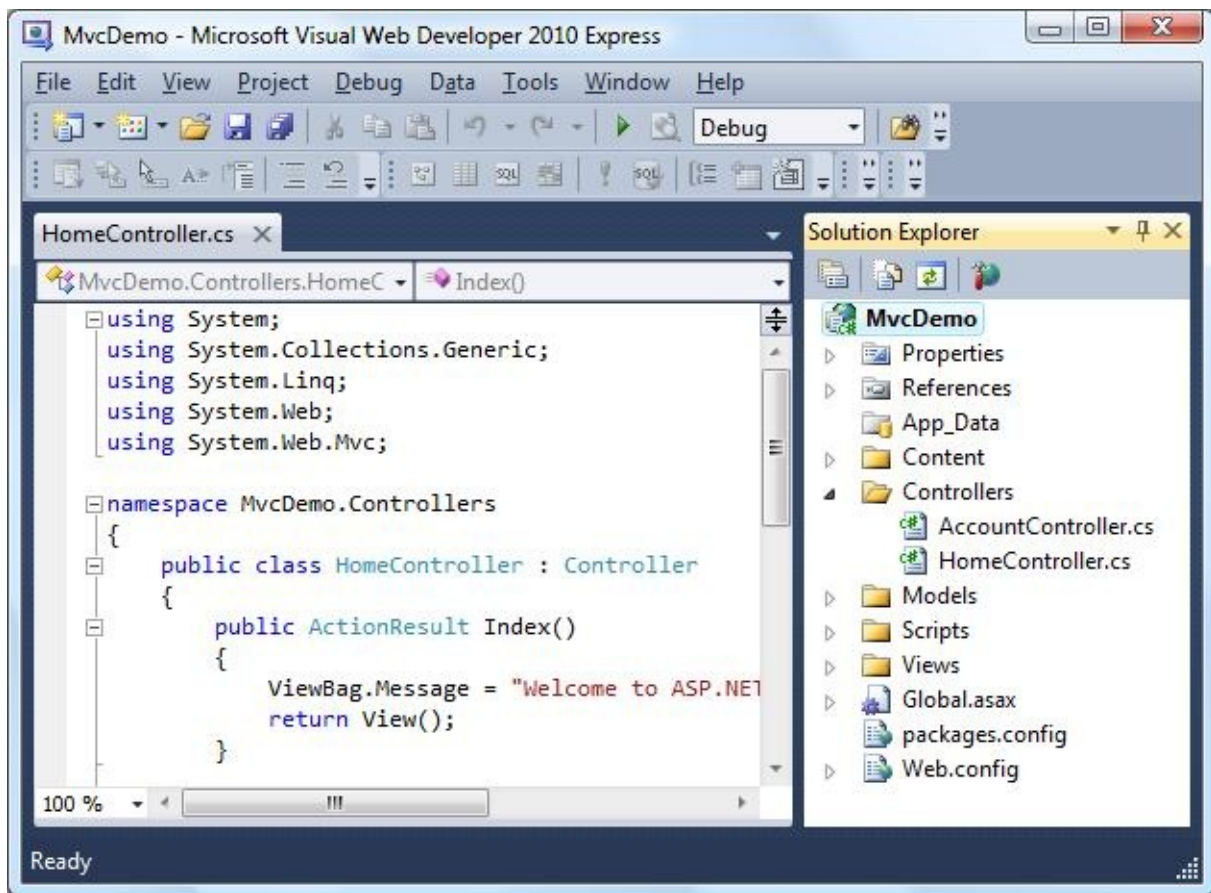 MvcDemo - Microsoft Visual Web Developer 2010 Express
File Edit View Project Debug Data Tools Window Help
Debug
SQL SQL
HomeController.cs
MvcDemo.Controllers.HomeC Index()
using System;
using System.Collections.Generic;
using System.Linq;
using System.Web;
using System.Web.Mvc;
namespace MvcDemo.Controllers
{
public class HomeController : Controller
{
public ActionResult Index()
{
ViewBag.Message = "Welcome to ASP.NET
return View();
}
100 %
Solution Explorer
MvcDemo
Properties
References
App_Data
Content
Controllers
AccountController.cs
HomeController.cs
Models
Scripts
Views
Global.asax
packages.config
Web.config
Ready